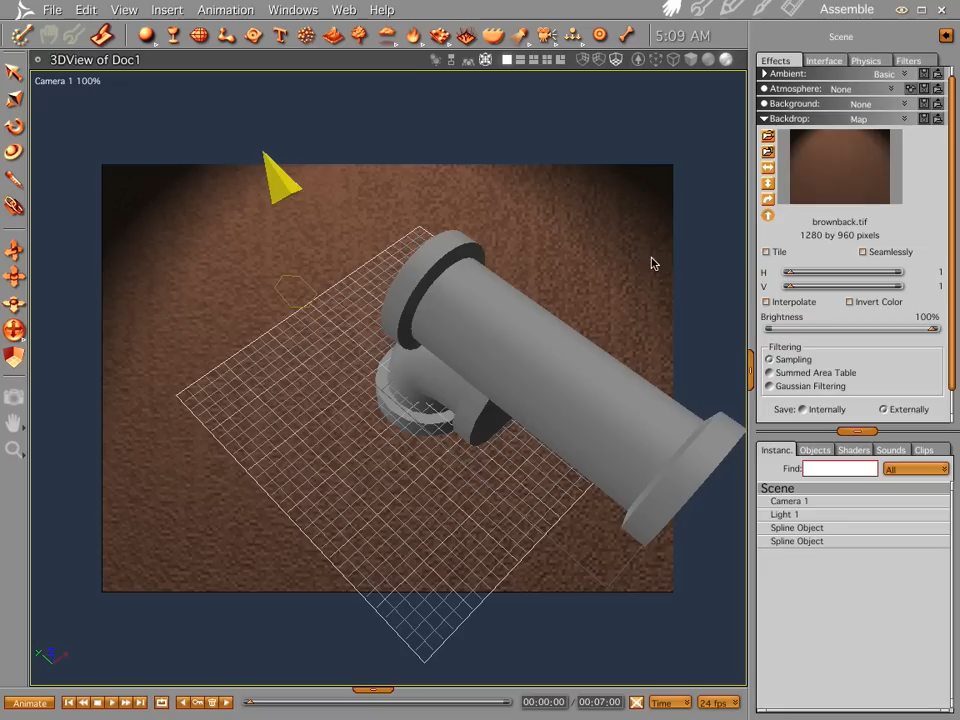 File Edit View Insert Animation Windows Web Help Assemble
5:09 AM
Scene
3DView of Doc1
Camera 1 100%
Effects Interface Physics Filters
Ambient: Basic
Atmosphere: None
Background: None
Backdrop: Map
brownback.tif
1280 by 960 pixels
Tile Seamlessly
H 1
V 1
Interpolate Invert Color
Brightness 100%
Filtering
Sampling
Summed Area Table
Gaussian Filtering
Save: Internally Externally
Instanc. Objects Shaders Sounds Clips
Find: All
Scene
Camera 1
Light 1
Spline Object
Spline Object
Animate 00:00:00 / 00:07:00 Time 24 fps